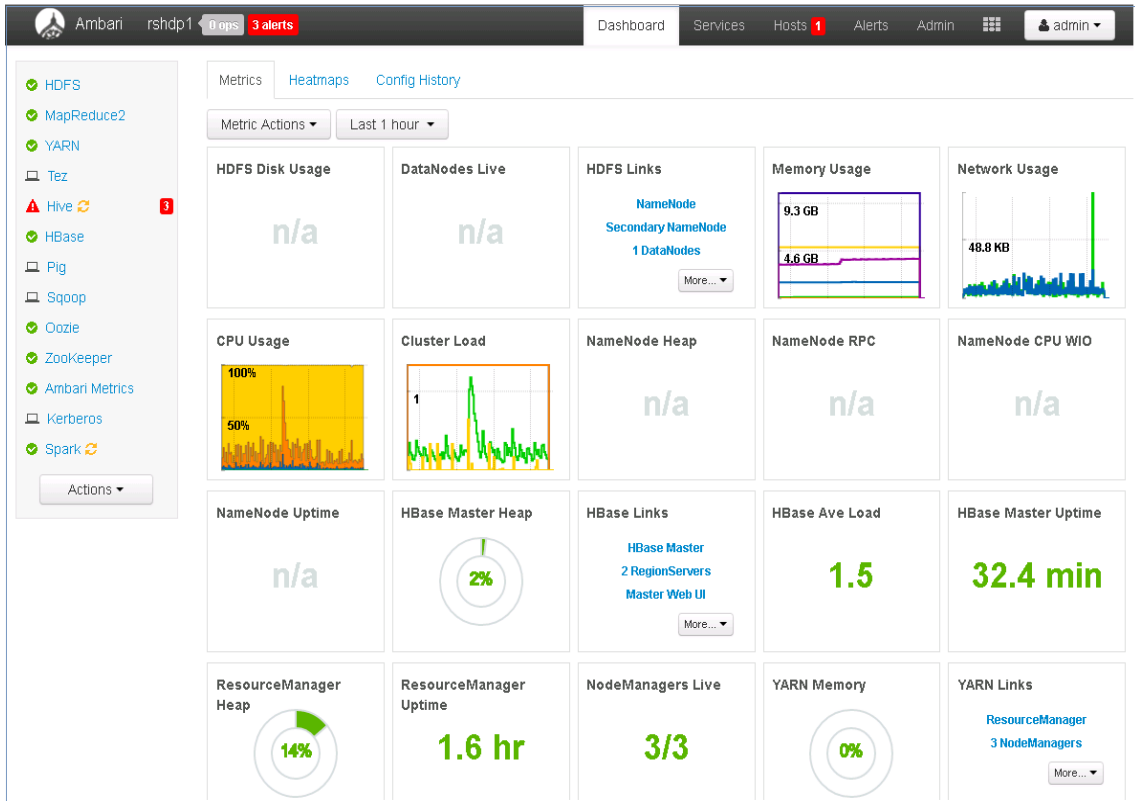 Ambari rshdp1 0 ops 3 alerts Dashboard Services Hosts 1 Alerts Admin admin
HDFS
MapReduce2
YARN
Tez
Hive 3
HBase
Pig
Sqoop
Oozie
ZooKeeper
Ambari Metrics
Kerberos
Spark
Actions
Metrics Heatmaps Config History
Metric Actions Last 1 hour
HDFS Disk Usage
n/a
DataNodes Live
n/a
HDFS Links
NameNode
Secondary NameNode
1 DataNodes
More...
Memory Usage
9.3 GB
4.6 GB
Network Usage
48.8 KB
CPU Usage
100%
50%
Cluster Load
1
NameNode Heap
n/a
NameNode RPC
n/a
NameNode CPU WIO
n/a
NameNode Uptime
n/a
HBase Master Heap
2%
HBase Links
HBase Master
2 RegionServers
Master Web UI
More...
HBase Ave Load
1.5
HBase Master Uptime
32.4 min
ResourceManager
Heap
14%
ResourceManager
Uptime
1.6 hr
NodeManagers Live
3/3
YARN Memory
0%
YARN Links
ResourceManager
3 NodeManagers
More...